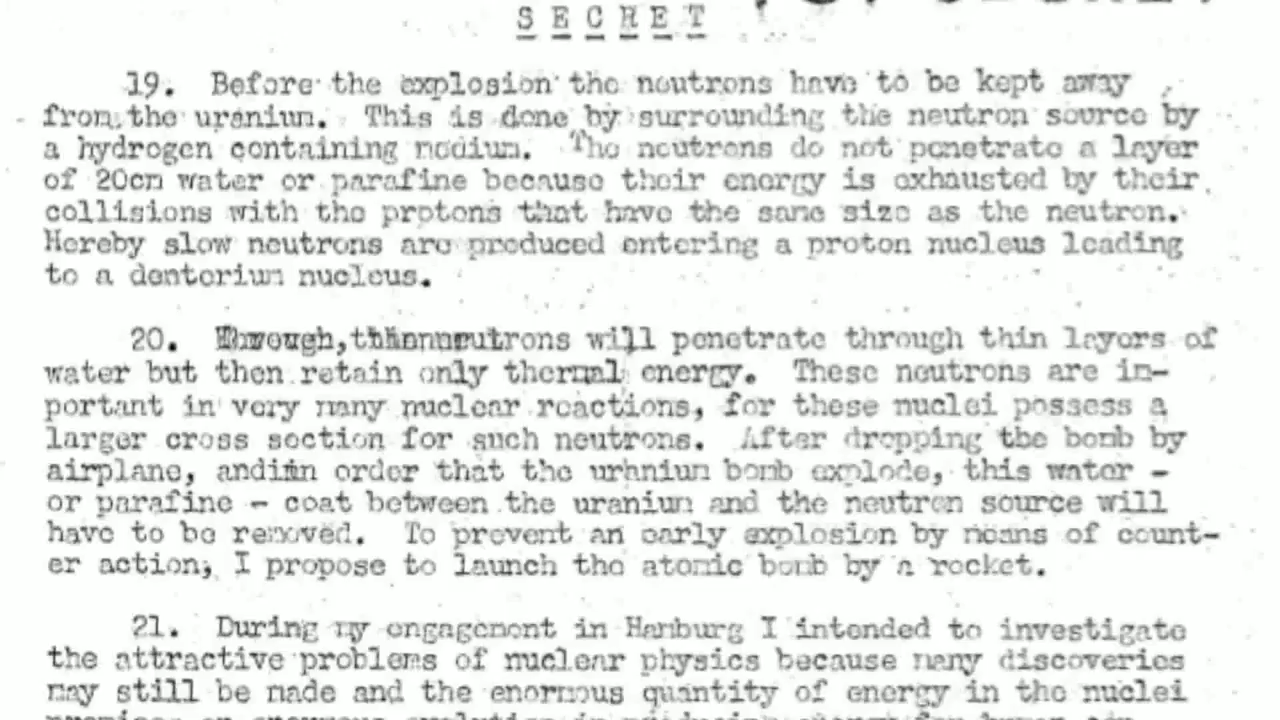 S E C R E T
19. Before the explosion the neutrons have to be kept away
from the uranium. This is done by surrounding the neutron source by
a hydrogen containing medium. The neutrons do not penetrate a layer
of 20cm water or parafine because their energy is exhausted by their
collisions with the protons that have the same size as the neutron.
Hereby slow neutrons are produced entering a proton nucleus leading
to a denterium nucleus.
20. neutrons will penetrate through thin layers of
water but then retain only thermal energy. These neutrons are im-
portant in very many nuclear reactions, for these nuclei possess a
larger cross section for such neutrons. After dropping the bomb by
airplane, and in order that the urhnium bomb explode, this water -
or parafine - coat between the uranium and the neutron source will
have to be removed. To prevent an early explosion by means of count-
er action, I propose to launch the atomic bomb by a rocket.
21. During my engagement in Hamburg I intended to investigate
the attractive problems of nuclear physics because many discoveries
may still be made and the enormous quantity of energy in the nuclei